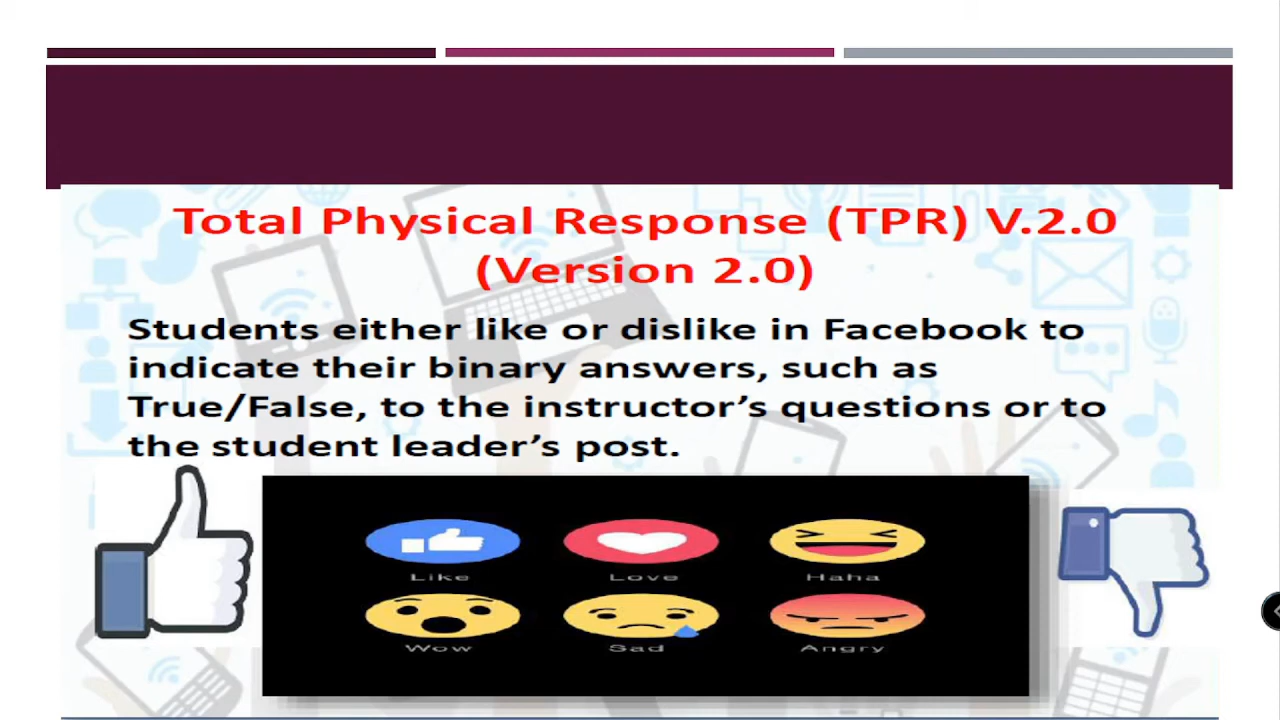 Total Physical Response (TPR) V.2.0
(Version 2.0)
Students either like or dislike in Facebook to
indicate their binary answers, such as
True/False, to the instructor’s questions or to
the student leader’s post.
Like Love Haha
Wow Sad Angry